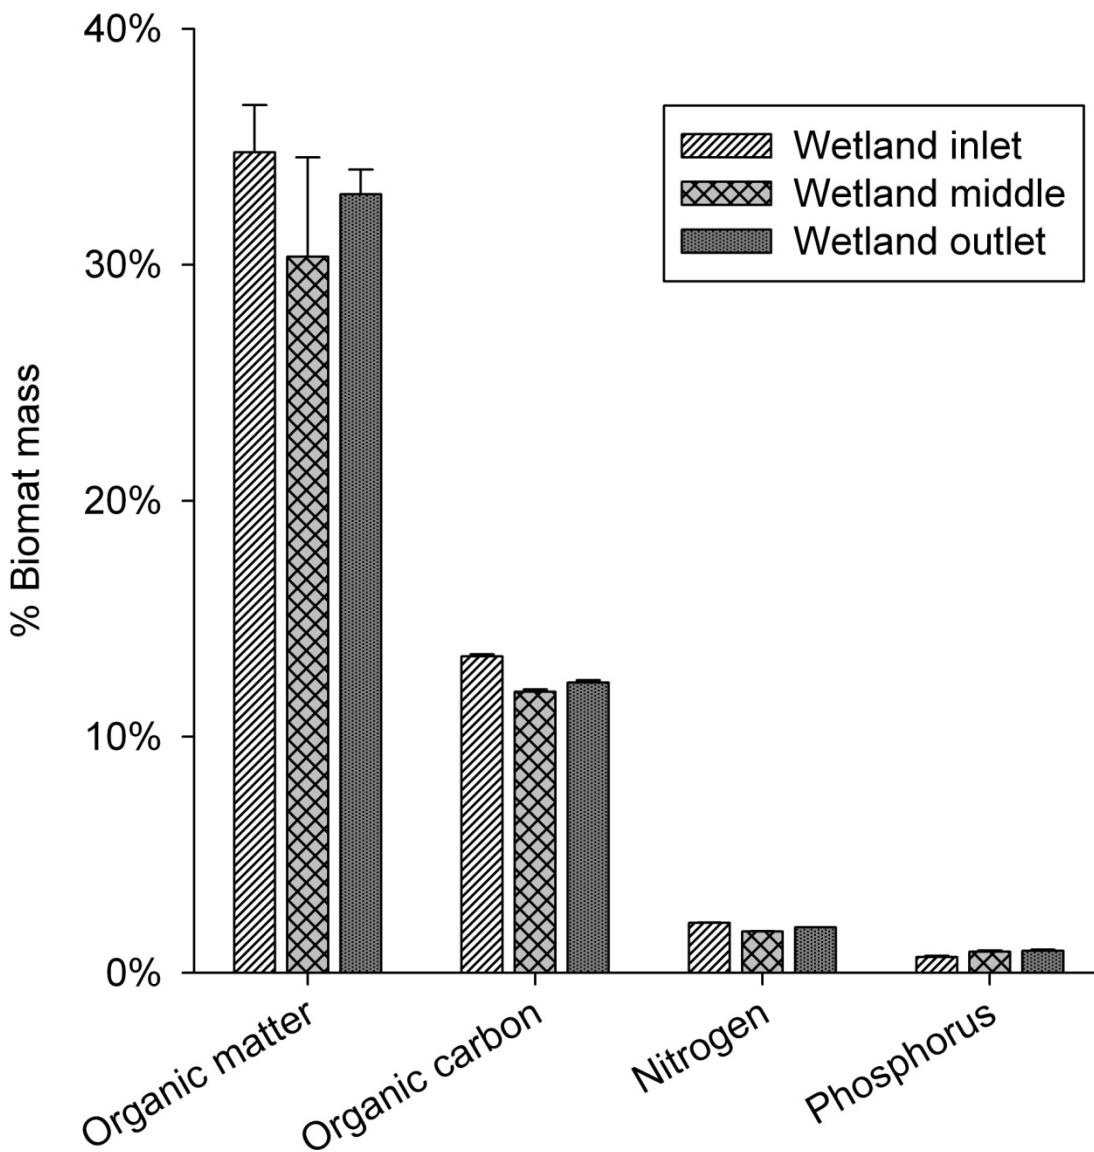 40%
30%
20%
10%
0%
% Biomat mass
Wetland inlet
Wetland middle
Wetland outlet
Organic matter
Organic carbon
Nitrogen
Phosphorus